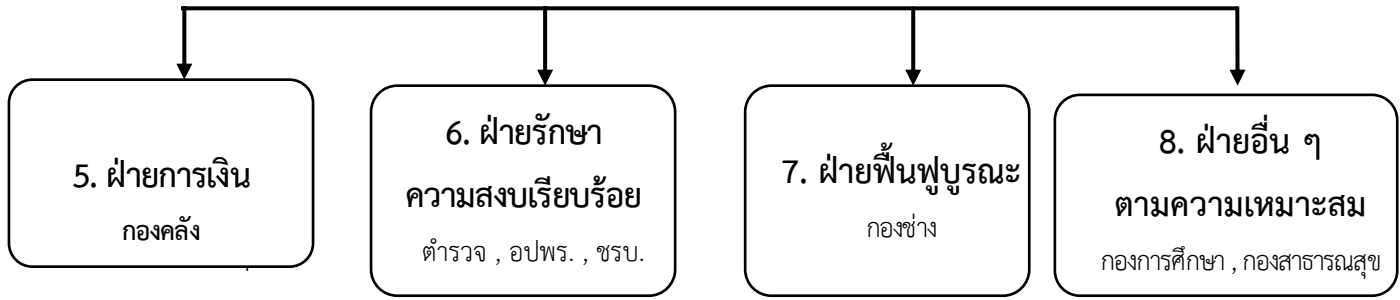 5. ฝ่ายการเงิน
กองคลัง
6. ฝ่ายรักษา
ความสงบเรียบร้อย
ตำรวจ , อปพร. , ชรบ.
7. ฝ่ายฟื้นฟูบูรณะ
กองช่าง
8. ฝ่ายอื่น ๆ
ตามความเหมาะสม
กองการศึกษา , กองสาธารณสุข